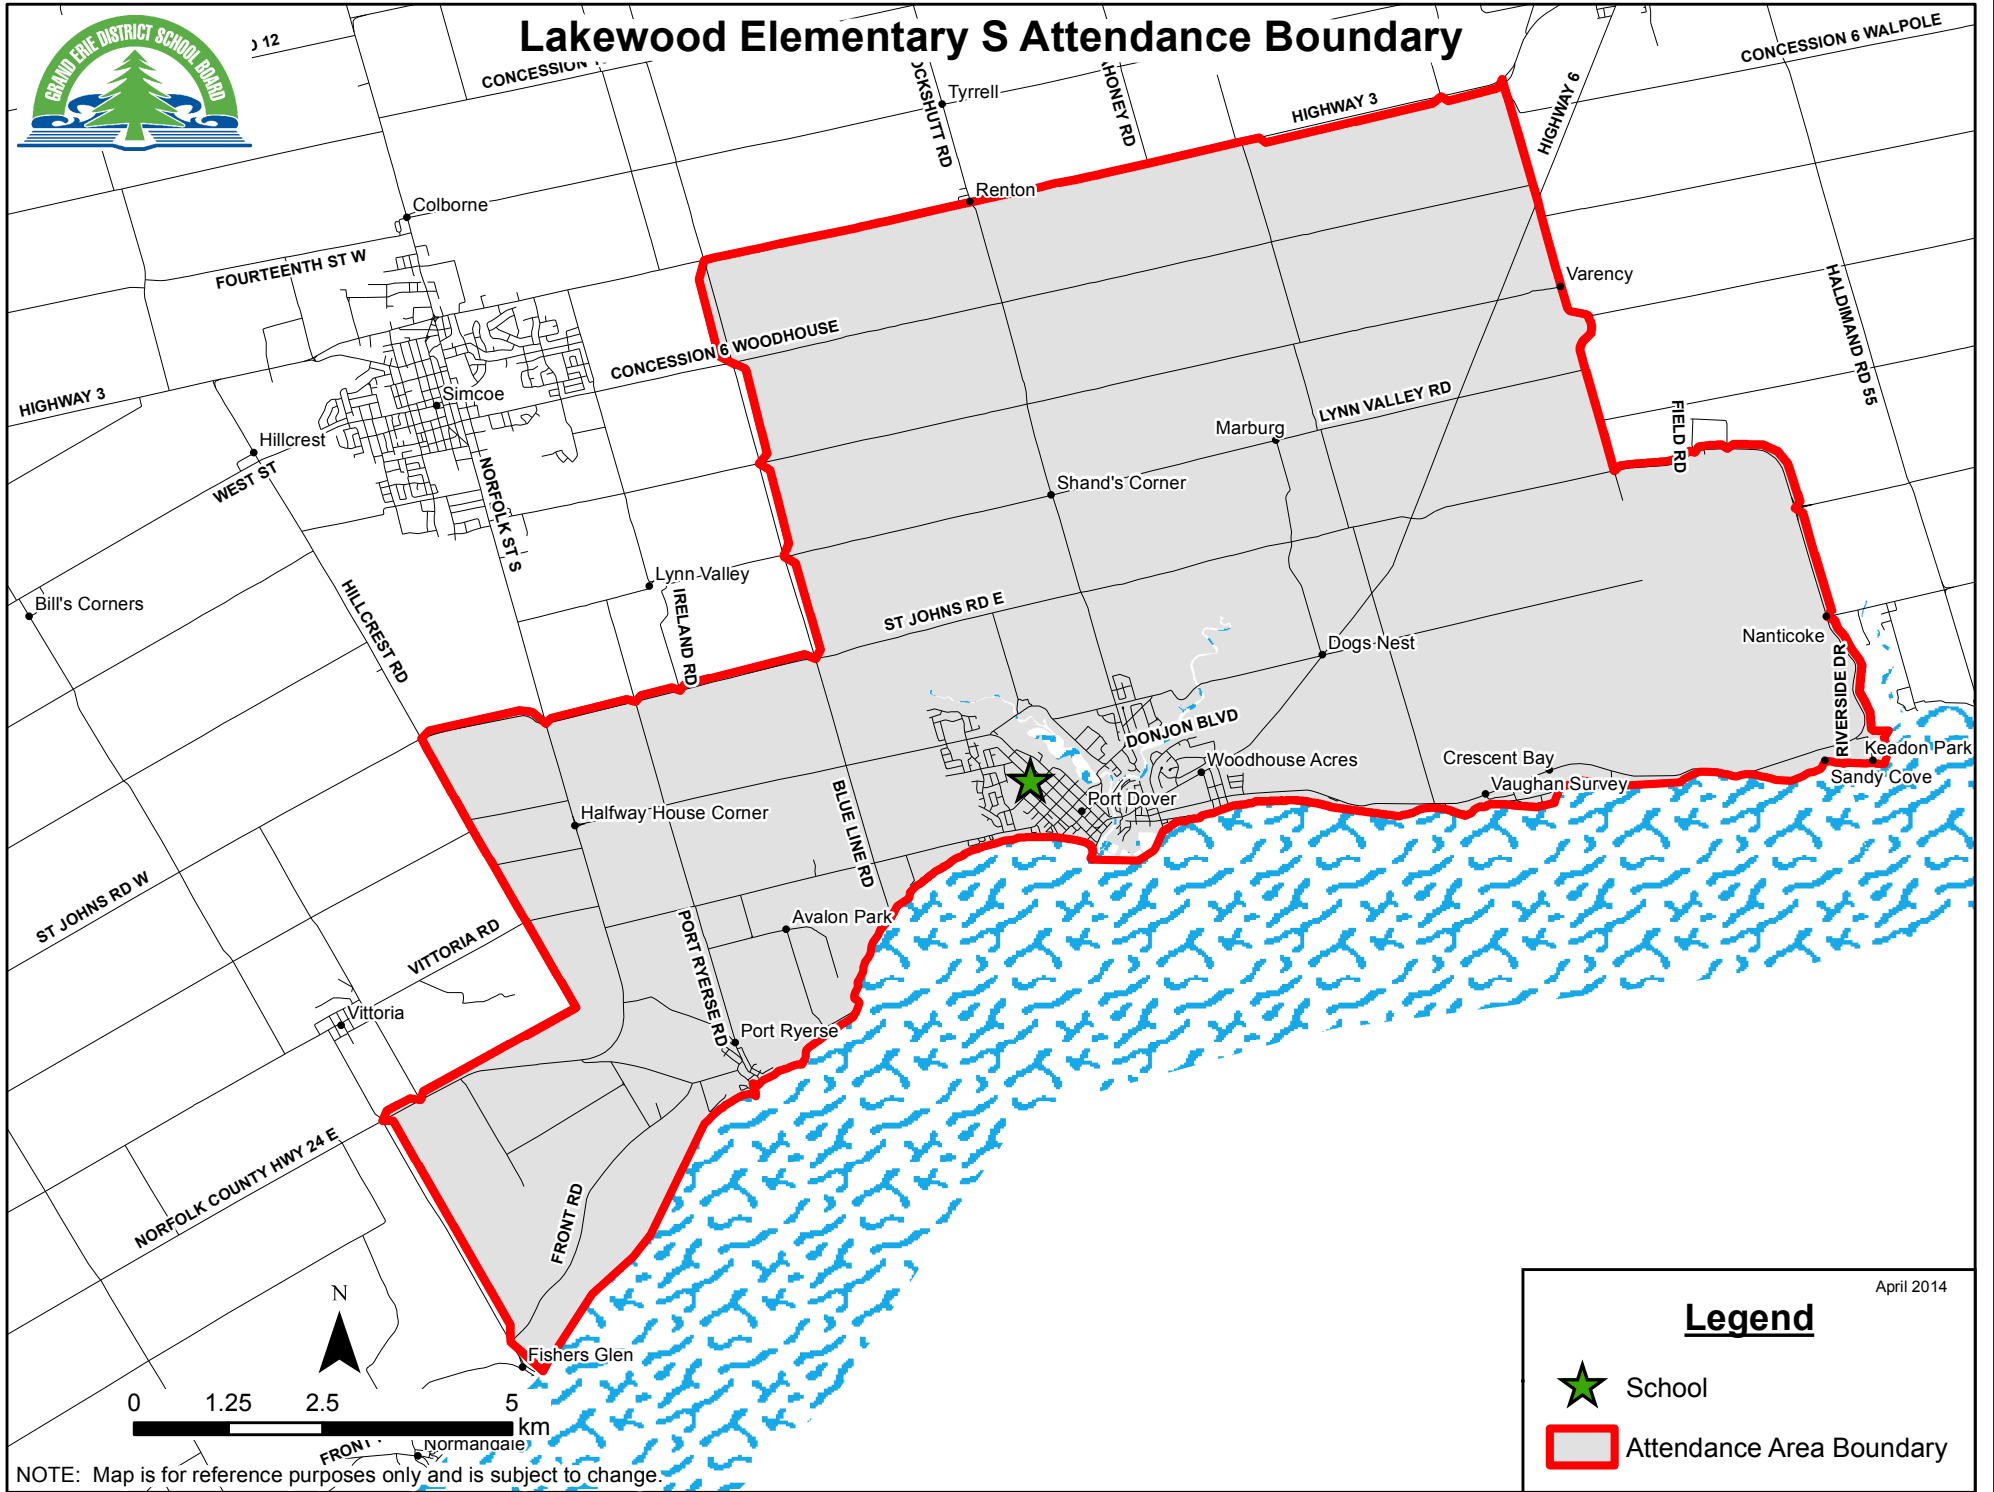 Lakewood Elementary S Attendance Boundary
GRAND ERIE DISTRICT SCHOOL BOARD
12
CONCESSION
Tyrrell
HIGHWAY 3
HIGHWAY 6
CONCESSION 6 WALPOLE
Renton
Colborne
FOURTEENTH ST W
Varency
HALDIMAND RD 55
CONCESSION 6 WOODHOUSE
HIGHWAY 3
Simcoe
LYNN VALLEY RD
Marburg
FIELD RD
Hillcrest
WEST ST
NORFOLK ST S
Shand's Corner
Lynn Valley
Bill's Corners
HILLCREST RD
IRELAND RD
ST JOHNS RD E
Dogs Nest
Nanticoke
RIVERSIDE DR
DONJON BLVD
Woodhouse Acres
Crescent Bay
Keadon Park
Sandy Cove
Vaughan Survey
Port Dover
BLUE LINE RD
Halfway House Corner
ST JOHNS RD W
VITTORIA RD
PORT RYERSE RD
Avalon Park
Vittoria
Port Ryerse
NORFOLK COUNTY HWY 24 E
FRONT RD
N
Fishers Glen
0 1.25 2.5 5
km
FRONT
Normandale
NOTE: Map is for reference purposes only and is subject to change.
April 2014
Legend
School
Attendance Area Boundary